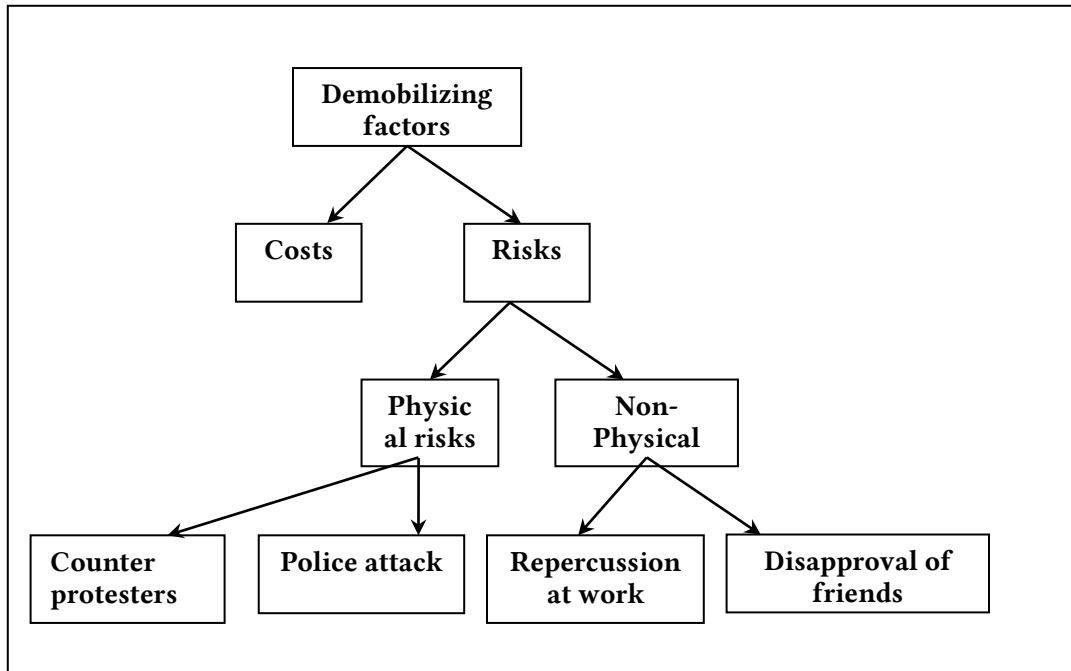 Demobilizing
factors
Costs
Risks
Physic
al risks
Non-
Physical
Counter
protesters
Police attack
Repercussion
at work
Disapproval of
friends